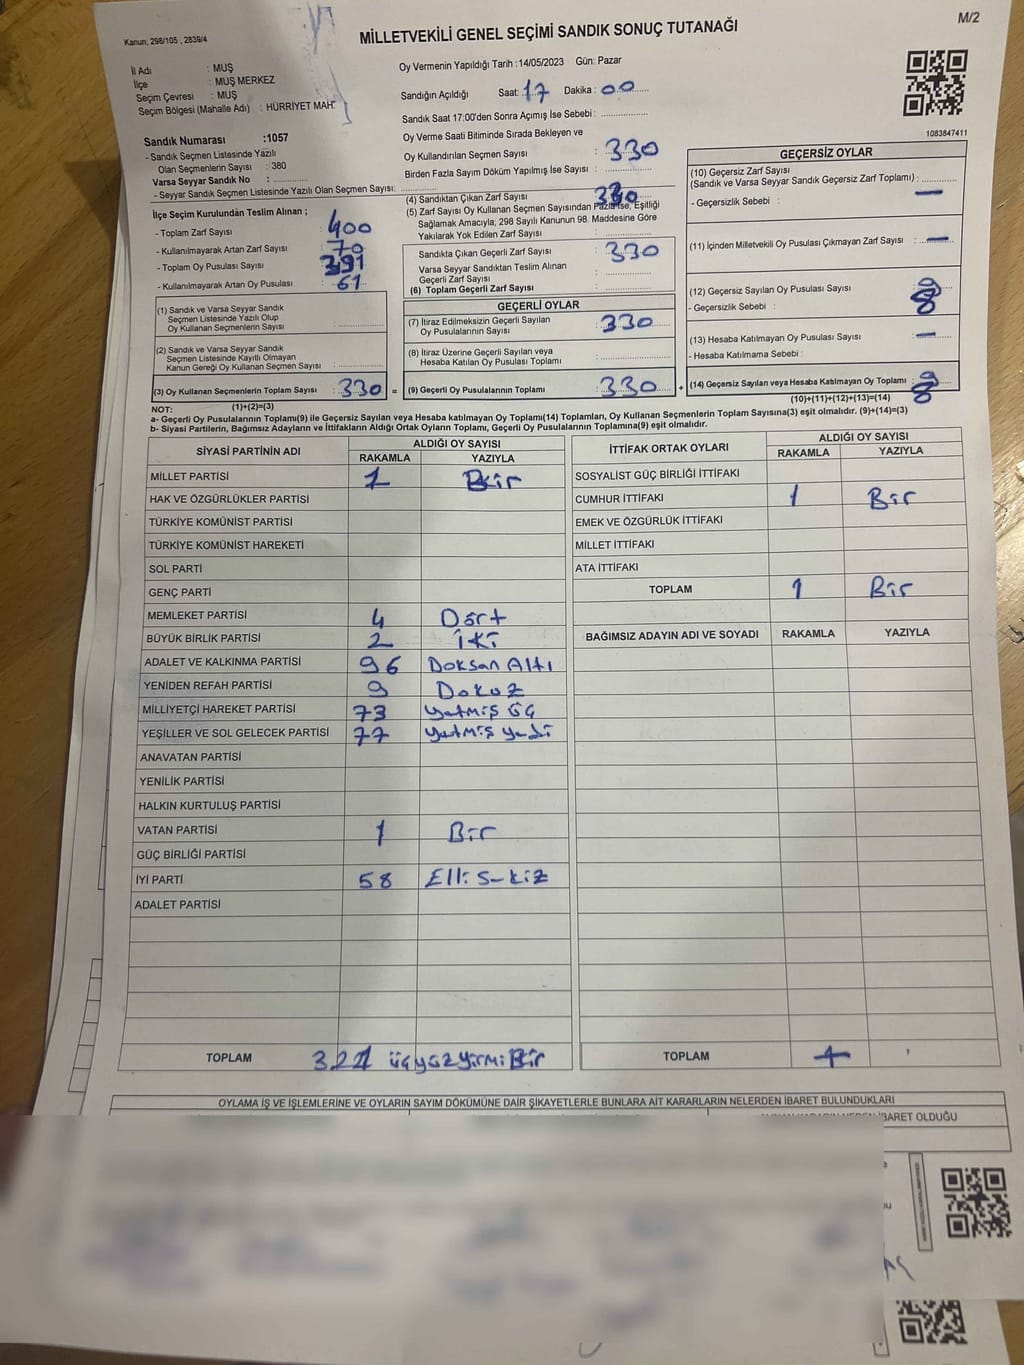 M/2
Kanun; 298/105 , 2839/4
MİLLETVEKİLİ GENEL SEÇİMİ SANDIK SONUÇ TUTANAĞI
İl Adı : MUŞ
İlçe : MUŞ MERKEZ
Seçim Çevresi : MUŞ
Seçim Bölgesi (Mahalle Adı) : HÜRRİYET MAH.
Oy Vermenin Yapıldığı Tarih : 14/05/2023 Gün: Pazar
Sandığın Açıldığı Saat: 17 Dakika : 00
Sandık Saat 17:00'den Sonra Açımış İse Sebebi :
Sandık Numarası :1057
- Sandık Seçmen Listesinde Yazılı
Olan Seçmenlerin Sayısı : 380
Varsa Seyyar Sandık No :
- Seyyar Sandık Seçmen Listesinde Yazılı Olan Seçmen Sayısı:
Oy Verme Saati Bitiminde Sırada Bekleyen ve
Oy Kullandırılan Seçmen Sayısı : 330
Birden Fazla Sayım Döküm Yapılmış İse Sayısı :
İlçe Seçim Kurulundan Teslim Alınan ;
- Toplam Zarf Sayısı : 400
- Kullanılmayarak Artan Zarf Sayısı : 70
- Toplam Oy Pusulası Sayısı : 391
- Kullanılmayarak Artan Oy Pusulası : 61
(4) Sandıktan Çıkan Zarf Sayısı : 330
(5) Zarf Sayısı Oy Kullanan Seçmen Sayısından Fazla İse, Eşitliği
Sağlamak Amacıyla; 298 Sayılı Kanunun 98. Maddesine Göre
Yakılarak Yok Edilen Zarf Sayısı :
Sandıkta Çıkan Geçerli Zarf Sayısı : 330
Varsa Seyyar Sandıktan Teslim Alınan
Geçerli Zarf Sayısı :
(6) Toplam Geçerli Zarf Sayısı :
1083847411
GEÇERSİZ OYLAR
(10) Geçersiz Zarf Sayısı
(Sandık ve Varsa Seyyar Sandık Geçersiz Zarf Toplamı) : —
- Geçersizlik Sebebi :
(11) İçinden Milletvekili Oy Pusulası Çıkmayan Zarf Sayısı : —
(12) Geçersiz Sayılan Oy Pusulası Sayısı : 9
- Geçersizlik Sebebi : 8
(13) Hesaba Katılmayan Oy Pusulası Sayısı : —
- Hesaba Katılmama Sebebi :
(14) Geçersiz Sayılan veya Hesaba Katılmayan Oy Toplamı : 9 8
(10)+(11)+(12)+(13)=(14)
(1) Sandık ve Varsa Seyyar Sandık
Seçmen Listesinde Yazılı Olup
Oy Kullanan Seçmenlerin Sayısı :
(2) Sandık ve Varsa Seyyar Sandık
Seçmen Listesinde Kayıtlı Olmayan
Kanun Gereği Oy Kullanan Seçmen Sayısı :
(3) Oy Kullanan Seçmenlerin Toplam Sayısı : 330 =
(1)+(2)=(3)
GEÇERLİ OYLAR
(7) İtiraz Edilmeksizin Geçerli Sayılan
Oy Pusulalarının Sayısı : 330
(8) İtiraz Üzerine Geçerli Sayılan veya
Hesaba Katılan Oy Pusulası Toplamı :
(9) Geçerli Oy Pusulalarının Toplamı : 330 +
NOT:
a- Geçerli Oy Pusulalarının Toplamı(9) ile Geçersiz Sayılan veya Hesaba katılmayan Oy Toplamı(14) Toplamları, Oy Kullanan Seçmenlerin Toplam Sayısına(3) eşit olmalıdır. (9)+(14)=(3)
b- Siyasi Partilerin, Bağımsız Adayların ve İttifakların Aldığı Ortak Oyların Toplamı, Geçerli Oy Pusulalarının Toplamına(9) eşit olmalıdır.
SİYASİ PARTİNİN ADI ALDIĞI OY SAYISI
RAKAMLA YAZIYLA
MİLLET PARTİSİ 1 Bir
HAK VE ÖZGÜRLÜKLER PARTİSİ
TÜRKİYE KOMÜNİST PARTİSİ
TÜRKİYE KOMÜNİST HAREKETİ
SOL PARTİ
GENÇ PARTİ
MEMLEKET PARTİSİ 4 Dört
BÜYÜK BİRLİK PARTİSİ 2 İki
ADALET VE KALKINMA PARTİSİ 96 Doksan Altı
YENİDEN REFAH PARTİSİ 9 Dokuz
MİLLİYETÇİ HAREKET PARTİSİ 73 yetmiş üç
YEŞİLLER VE SOL GELECEK PARTİSİ 77 yetmiş yedi
ANAVATAN PARTİSİ
YENİLİK PARTİSİ
HALKIN KURTULUŞ PARTİSİ
VATAN PARTİSİ 1 Bir
GÜÇ BİRLİĞİ PARTİSİ
İYİ PARTİ 58 Elli sekiz
ADALET PARTİSİ
TOPLAM 321 üçyüzyirmi Bir
İTTİFAK ORTAK OYLARI ALDIĞI OY SAYISI
RAKAMLA YAZIYLA
SOSYALİST GÜÇ BİRLİĞİ İTTİFAKI
CUMHUR İTTİFAKI 1 Bir
EMEK VE ÖZGÜRLÜK İTTİFAKI
MİLLET İTTİFAKI
ATA İTTİFAKI
TOPLAM 1 Bir
BAĞIMSIZ ADAYIN ADI VE SOYADI RAKAMLA YAZIYLA
TOPLAM
OYLAMA İŞ VE İŞLEMLERİNE VE OYLARIN SAYIM DÖKÜMÜNE DAİR ŞİKAYETLERLE BUNLARA AİT KARARLARIN NELERDEN İBARET BULUNDUKLARI
İBARET OLDUĞU